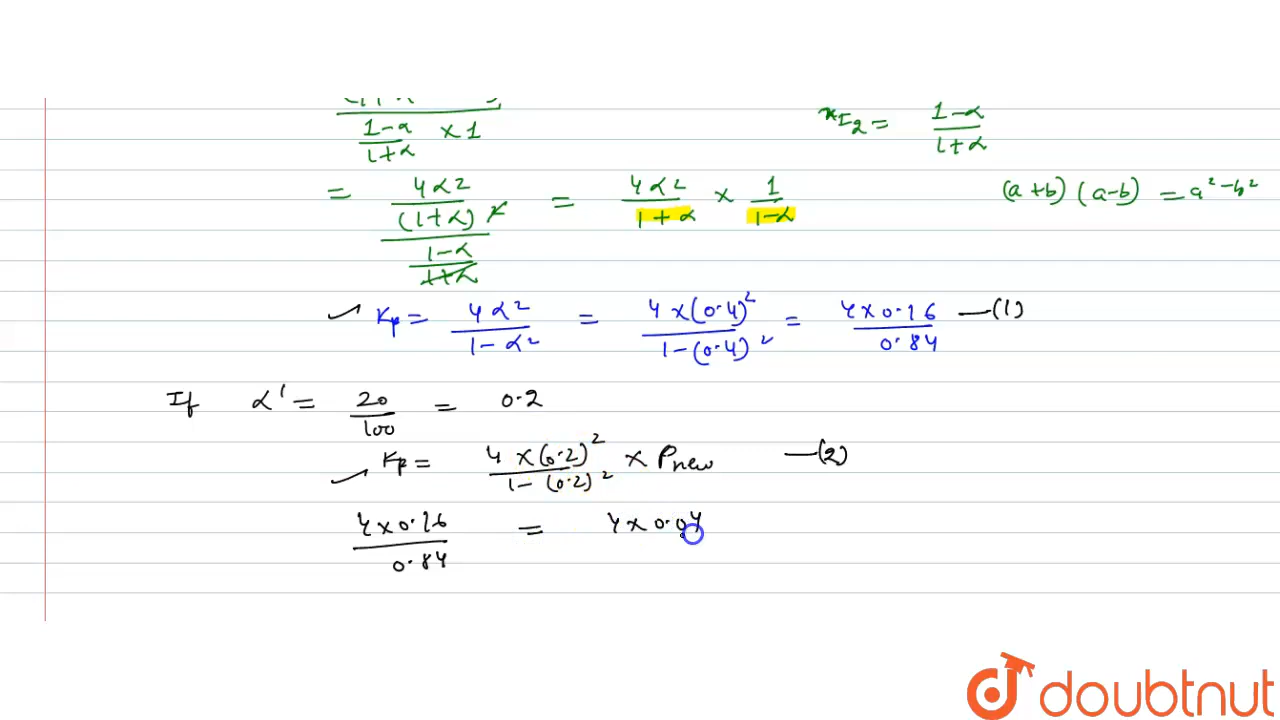 1-α/1+α × 1
xI2 = 1-α/1+α
= 4α2/(1+α) / 1-α/1+α = 4α2/1+α × 1/1-α
(a+b) (a-b) = a²-b²
Kp = 4α2/1-α2 = 4×(0.4)²/1-(0.4)² = 4×0.16/0.84 —(1)
If α' = 20/100 = 0.2
Kp = 4×(0.2)²/1-(0.2)² × Pnew —(2)
4×0.16/0.84 = 4×0.04
doubtnut